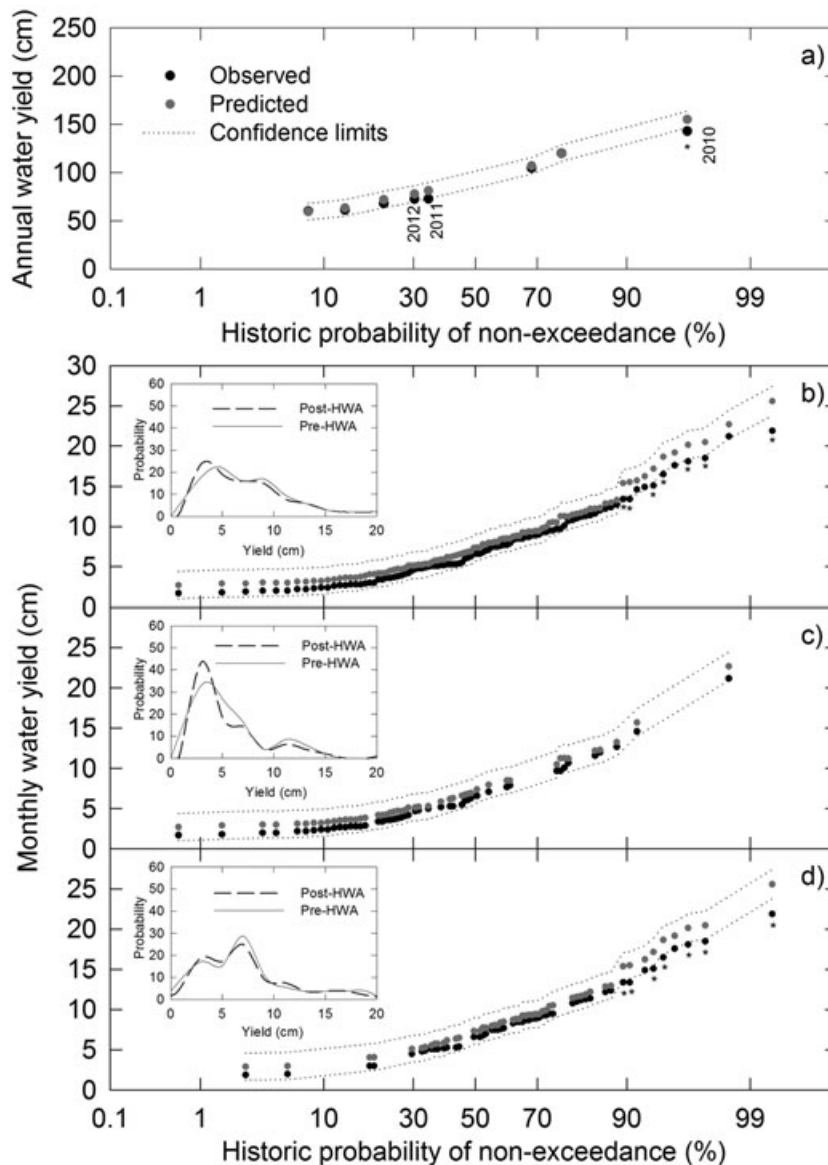 a)
Annual water yield (cm)
250
200
150
100
50
0
Observed
Predicted
Confidence limits
2012
2011
2010
*
0.1 1 10 30 50 70 90 99
Historic probability of non-exceedance (%)
Monthly water yield (cm)
b)
30
25
20
15
10
5
0
Probability
60
50
40
30
20
10
0
Post-HWA
Pre-HWA
0 5 10 15 20
Yield (cm)
** * * * * *
c)
25
20
15
10
5
0
Probability
60
50
40
30
20
10
0
Post-HWA
Pre-HWA
0 5 10 15 20
Yield (cm)
d)
25
20
15
10
5
0
Probability
60
50
40
30
20
10
0
Post-HWA
Pre-HWA
0 5 10 15 20
Yield (cm)
** * * * * *
0.1 1 10 30 50 70 90 99
Historic probability of non-exceedance (%)